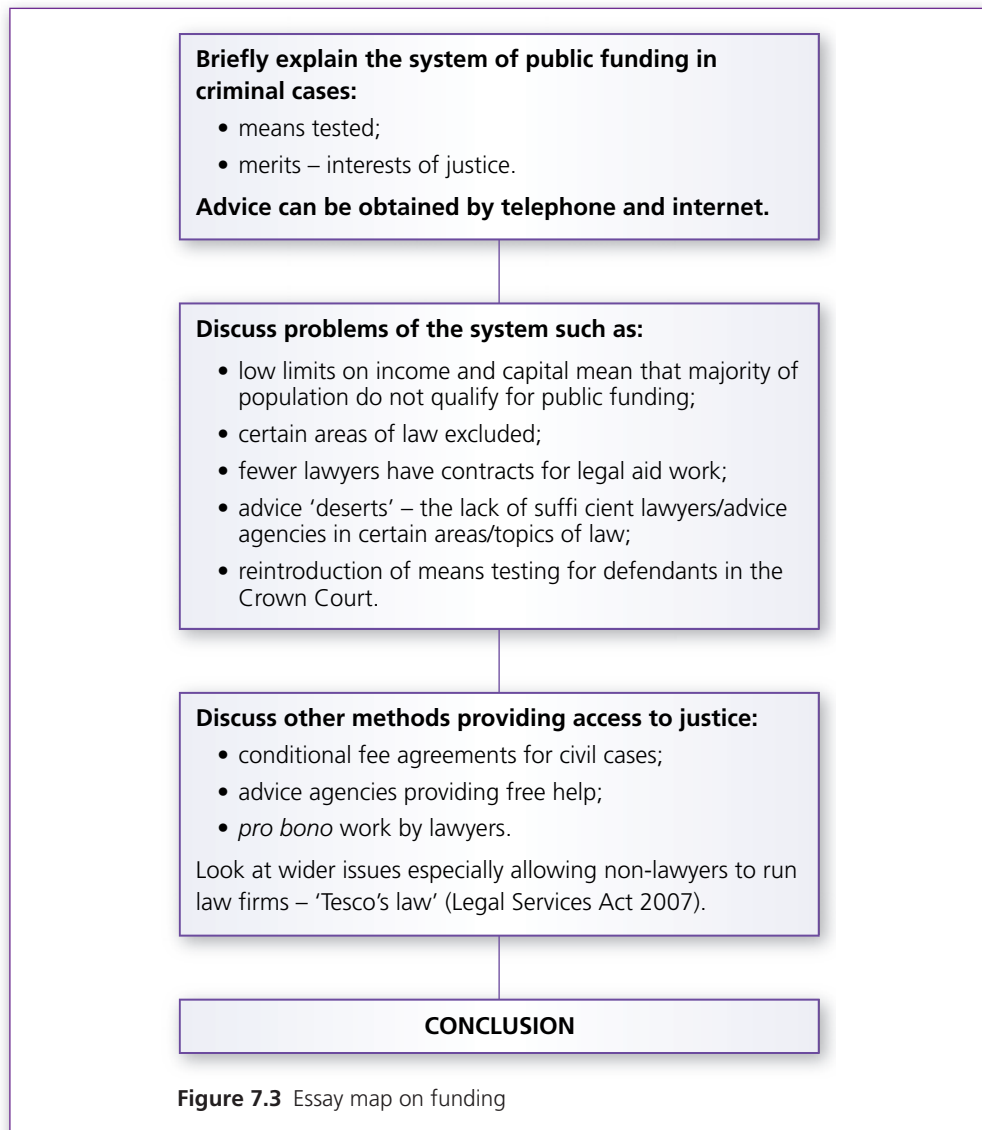 Briefly explain the system of public funding in
criminal cases:
• means tested;
• merits – interests of justice.
Advice can be obtained by telephone and internet.
Discuss problems of the system such as:
• low limits on income and capital mean that majority of
population do not qualify for public funding;
• certain areas of law excluded;
• fewer lawyers have contracts for legal aid work;
• advice ‘deserts’ – the lack of suffi cient lawyers/advice
agencies in certain areas/topics of law;
• reintroduction of means testing for defendants in the
Crown Court.
Discuss other methods providing access to justice:
• conditional fee agreements for civil cases;
• advice agencies providing free help;
• pro bono work by lawyers.
Look at wider issues especially allowing non-lawyers to run
law firms – ‘Tesco’s law’ (Legal Services Act 2007).
CONCLUSION
Figure 7.3 Essay map on funding